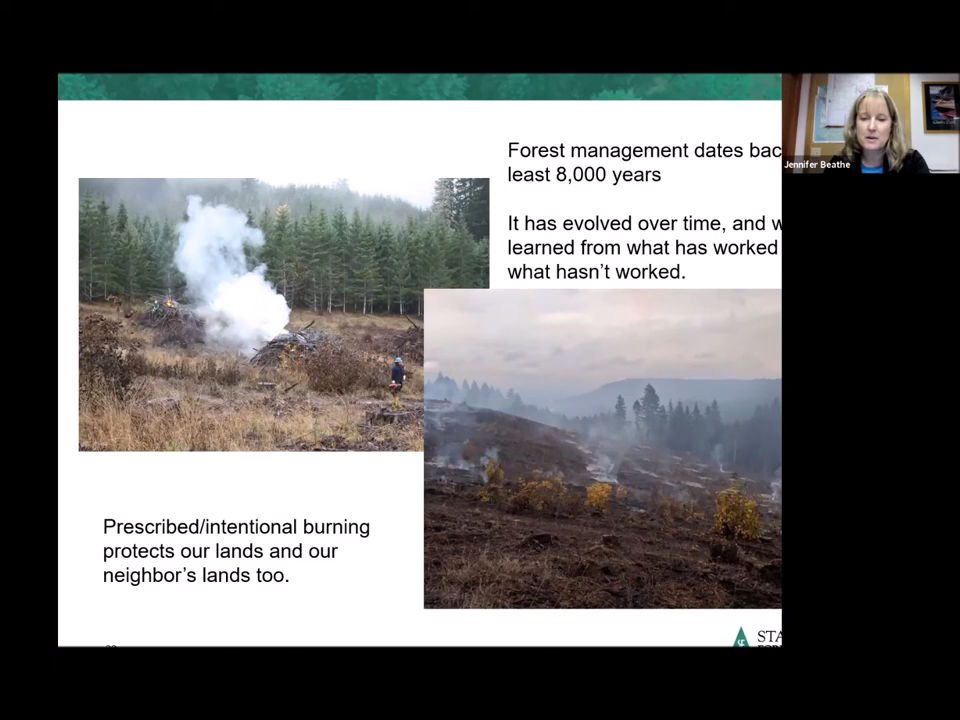 Forest management dates bac
least 8,000 years
It has evolved over time, and w
learned from what has worked
what hasn't worked.
Prescribed/intentional burning
protects our lands and our
neighbor's lands too.
Jennifer Beathe
STA